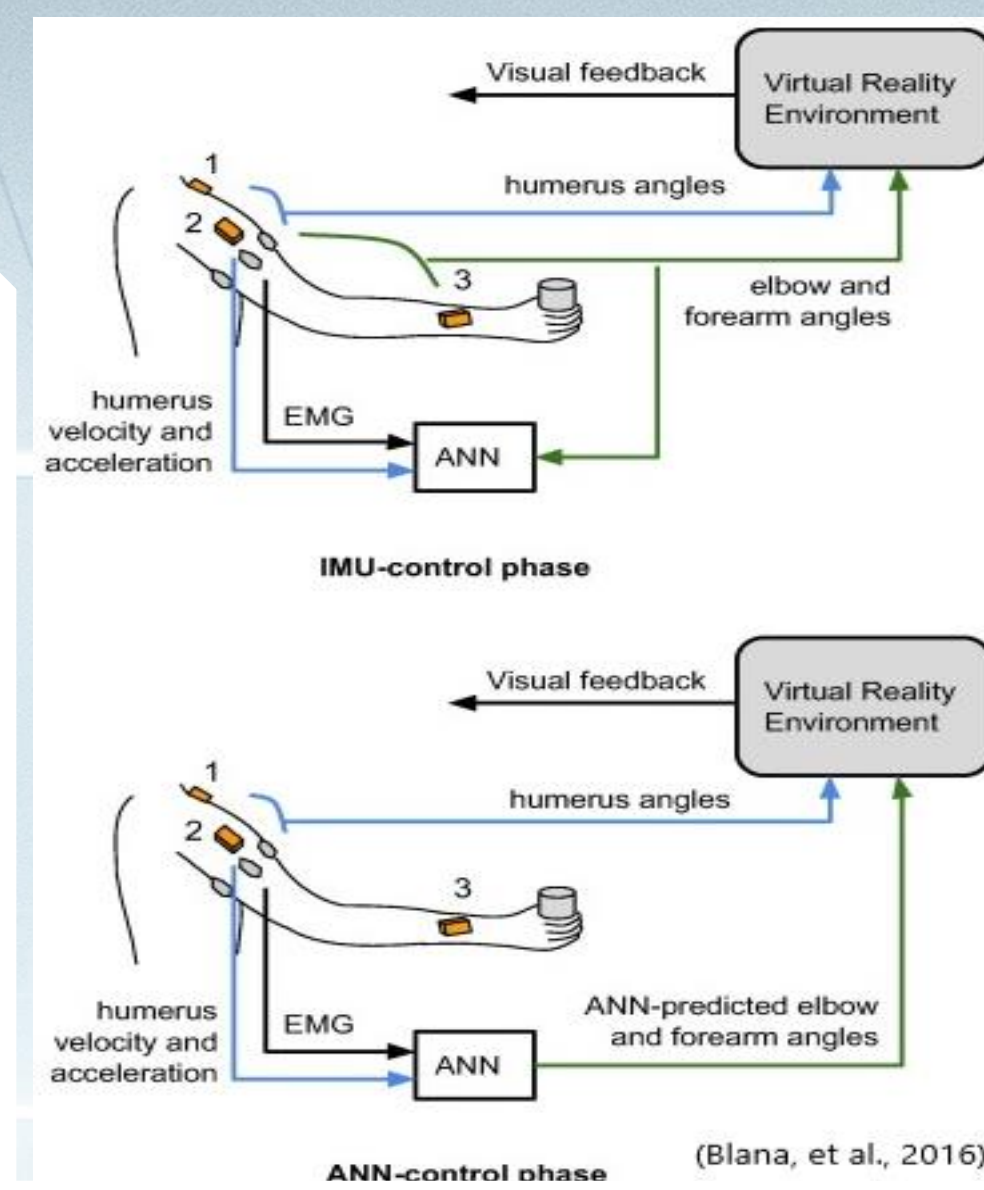 Visual feedback
Virtual Reality
Environment
1
humerus angles
2
3
elbow and
forearm angles
humerus
velocity and
acceleration
EMG
ANN
IMU-control phase
Visual feedback
Virtual Reality
Environment
1
humerus angles
2
3
humerus
velocity and
acceleration
EMG
ANN-predicted elbow
and forearm angles
ANN
(Blana, et al., 2016)
ANN-control phase